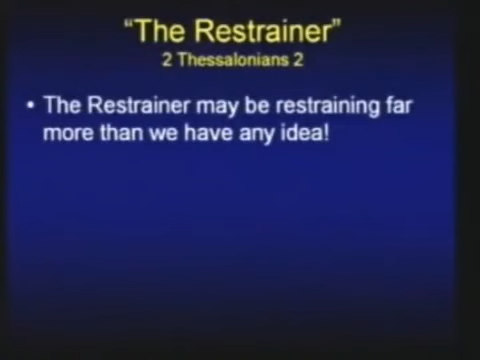 “The Restrainer”
2 Thessalonians 2
• The Restrainer may be restraining far
more than we have any idea!